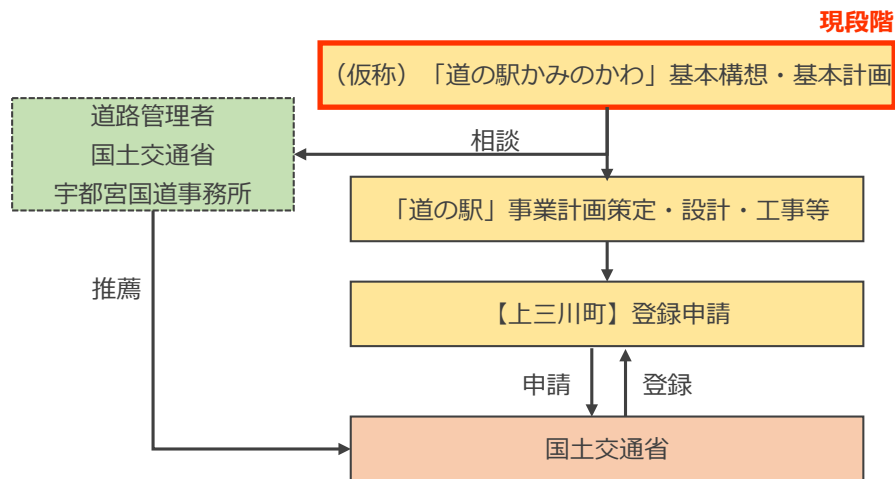 現段階
（仮称）「道の駅かみのかわ」基本構想・基本計画
道路管理者
国土交通省
宇都宮国道事務所
相談
「道の駅」事業計画策定・設計・工事等
推薦
【上三川町】登録申請
申請
登録
国土交通省